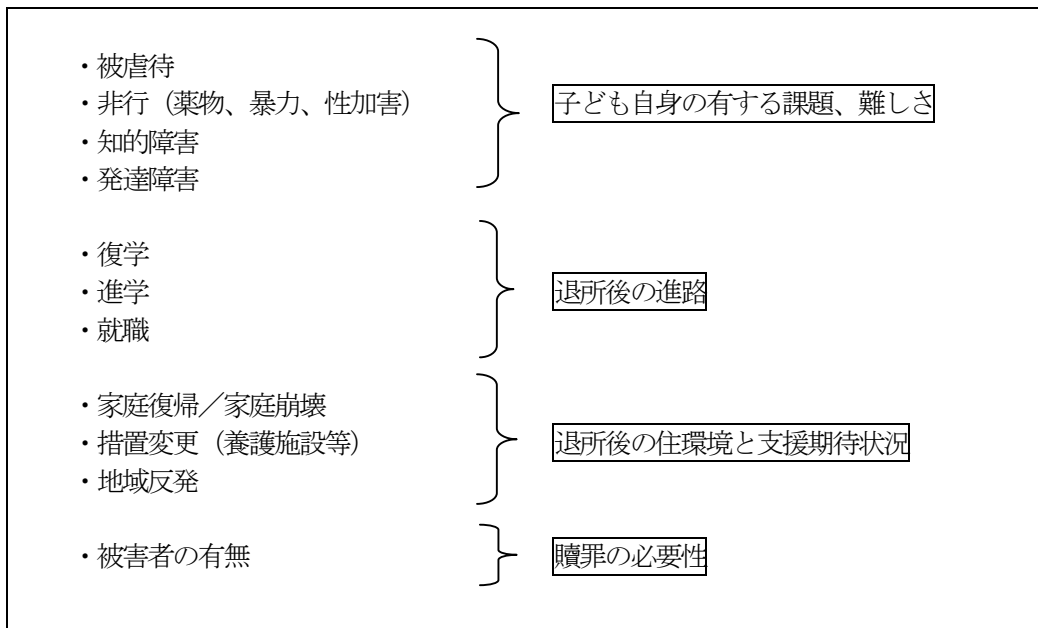 ・被虐待
・非行（薬物、暴力、性加害）
子ども自身の有する課題、難しさ
・知的障害
・発達障害
・復学
・進学
退所後の進路
・就職
・家庭復帰／家庭崩壊
・措置変更（養護施設等）
退所後の住環境と支援期待状況
・地域反発
・被害者の有無
贖罪の必要性